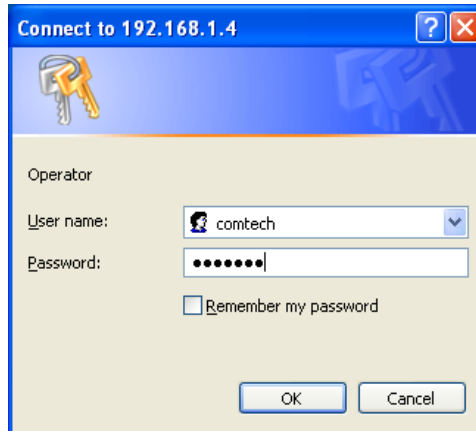 Connect to 192.168.1.4
Operator
User name:
comtech
Password:
•••••••
Remember my password
OK
Cancel